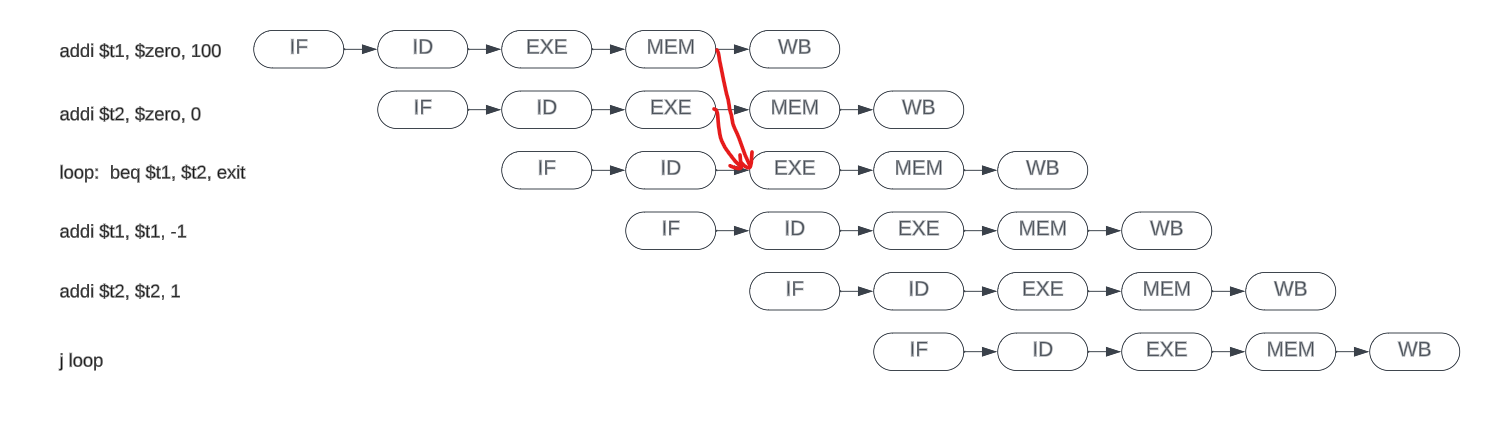 addi $t1, $zero, 100 IF ID EXE MEM WB
addi $t2, $zero, 0 IF ID EXE MEM WB
loop: beq $t1, $t2, exit IF ID EXE MEM WB
addi $t1, $t1, -1 IF ID EXE MEM WB
addi $t2, $t2, 1 IF ID EXE MEM WB
j loop IF ID EXE MEM WB